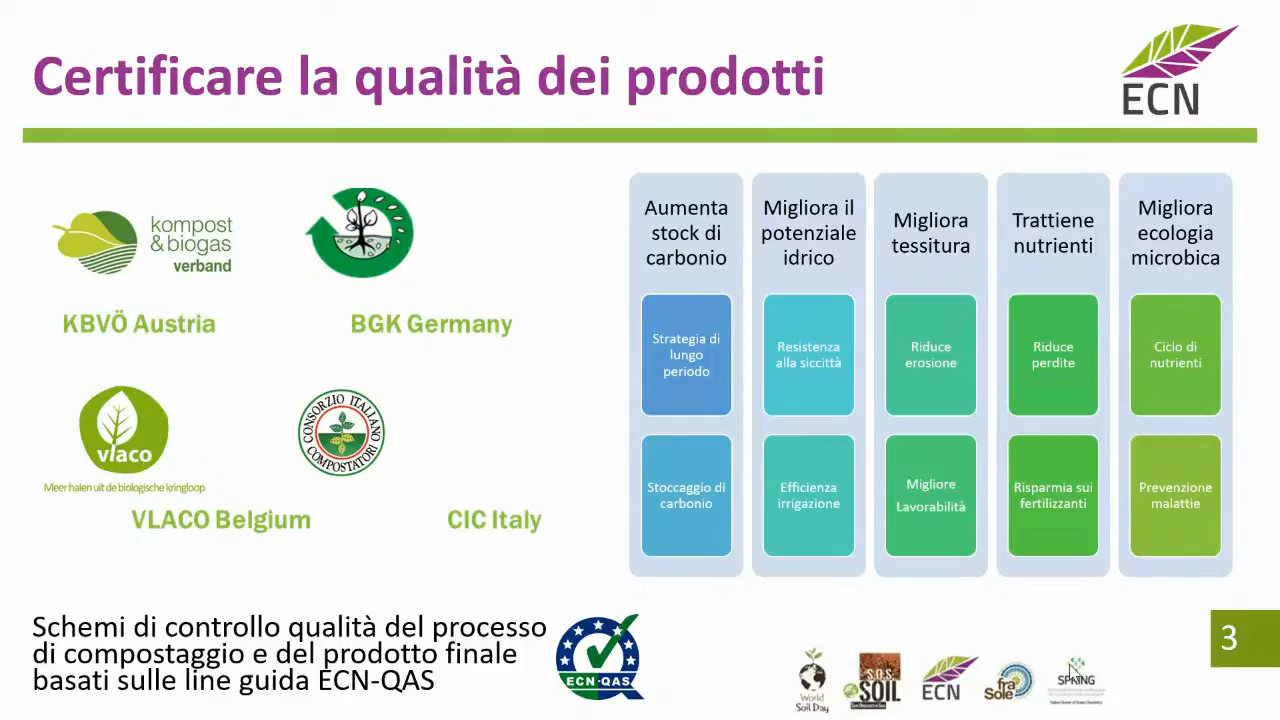 Certificare la qualità dei prodotti
ECN
kompost
& biogas
verband
KBVÖ Austria
BGK Germany
vlaco
Meer halen uit de biologische kringloop
VLACO Belgium
CONSORZIO ITALIANO
COMPOSTATORI
CIC Italy
Aumenta
stock di
carbonio
Strategia di
lungo
periodo
Stoccaggio di
carbonio
Migliora il
potenziale
idrico
Resistenza
alla siccità
Efficienza
irrigazione
Migliora
tessitura
Riduce
erosione
Migliore
Lavorabilità
Trattiene
nutrienti
Riduce
perdite
Risparmia sui
fertilizzanti
Migliora
ecologia
microbica
Ciclo di
nutrienti
Prevenzione
malattie
Schemi di controllo qualità del processo
di compostaggio e del prodotto finale
basati sulle line guida ECN-QAS
ECN-QAS
3
World
Soil Day
S.O.S
SOIL
ECN
fra
Sole
SPRING